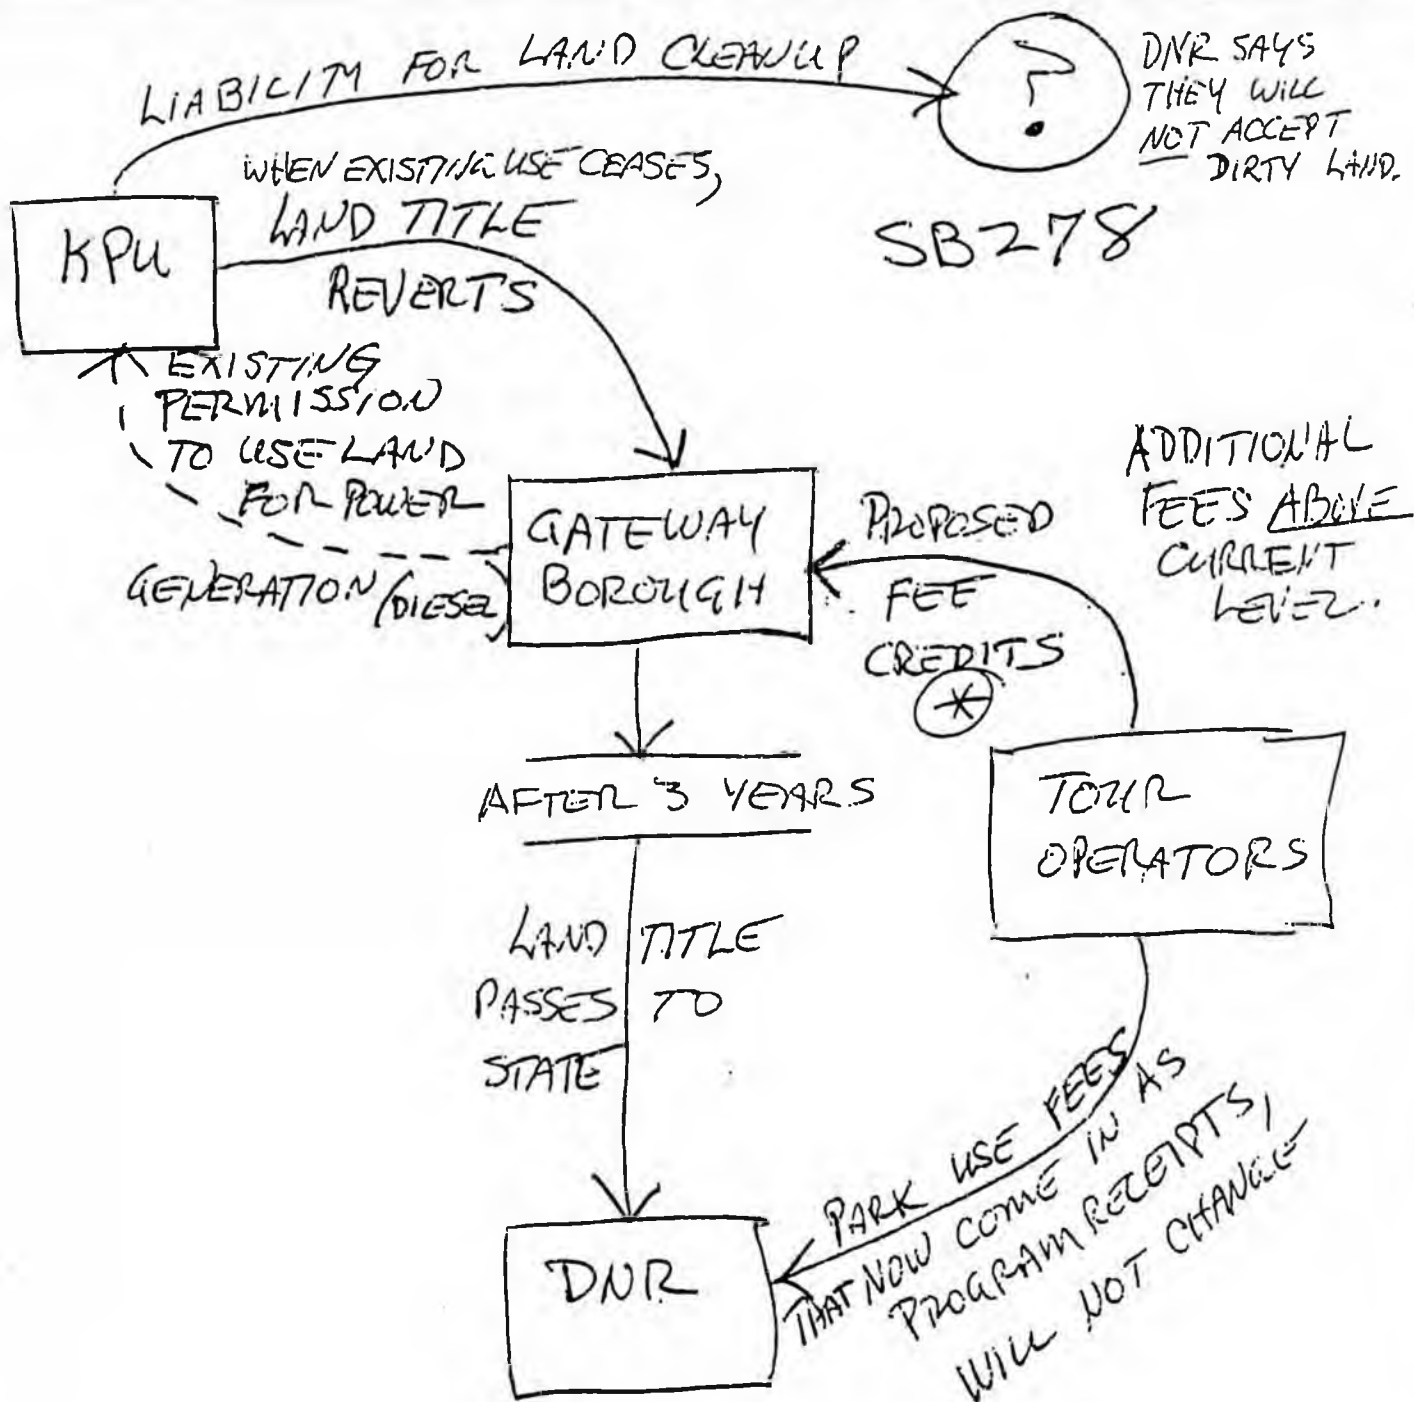 LIABILITY FOR LAND CLEANUP
?
DNR SAYS
THEY WILL
NOT ACCEPT
DIRTY LAND.
SB278
WHEN EXISTING USE CEASES,
LAND TITLE
REVERTS
KPU
EXISTING
PERMISSION
TO USE LAND
FOR POWER
GENERATION (DIESEL)
GATEWAY
BOROUGH
PROPOSED
FEE
CREDITS
*
ADDITIONAL
FEES ABOVE
CURRENT
LEVEL.
AFTER 3 YEARS
TOUR
OPERATORS
LAND TITLE
PASSES TO
STATE
PARK USE FEES
THAT NOW COME IN AS
PROGRAM RECEIPTS,
WILL NOT CHANGE
DNR